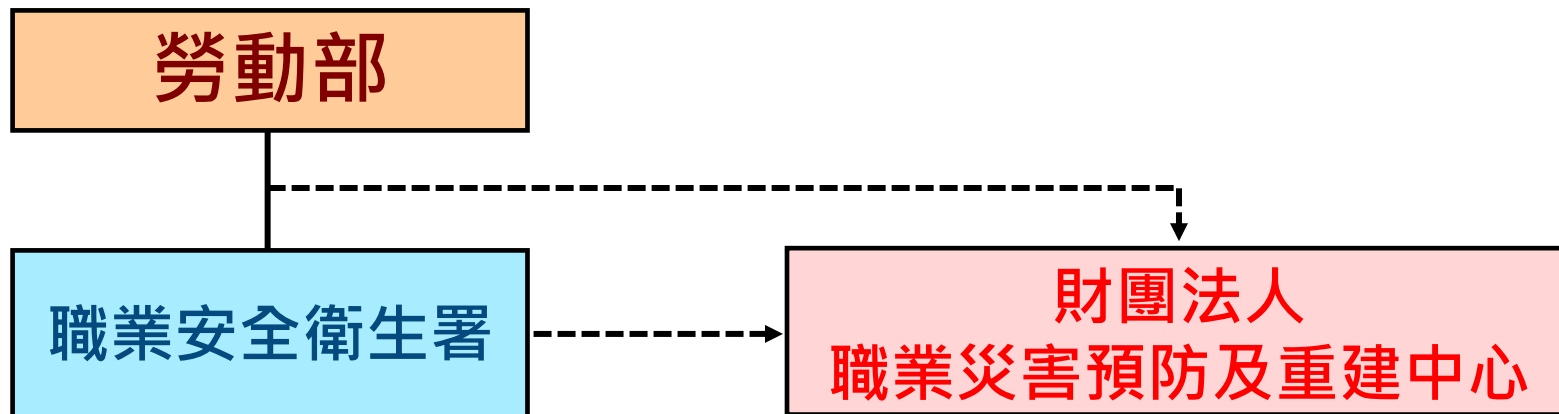 勞動部
職業安全衛生署
財團法人
職業災害預防及重建中心